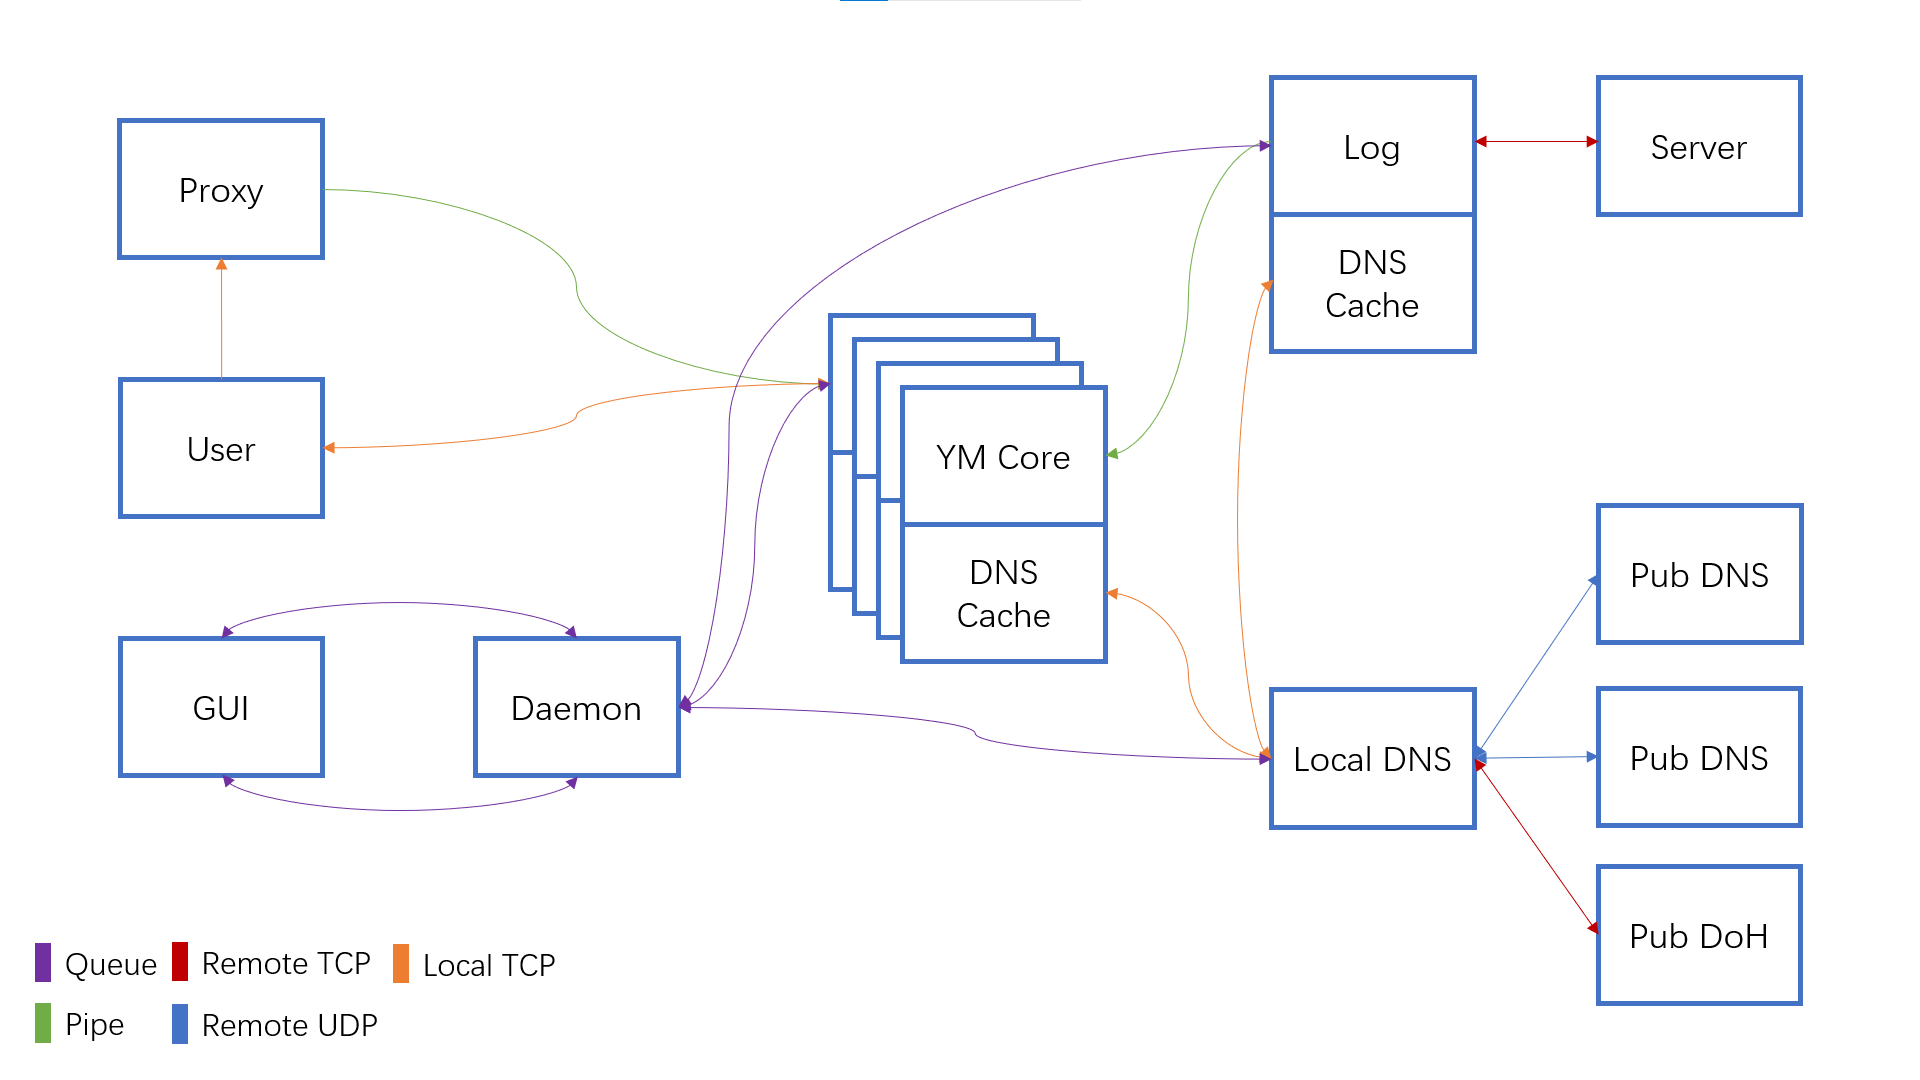 Proxy
User
GUI
Daemon
YM Core
DNS
Cache
Log
DNS
Cache
Server
Local DNS
Pub DNS
Pub DNS
Pub DoH
Queue
Remote TCP
Local TCP
Pipe
Remote UDP